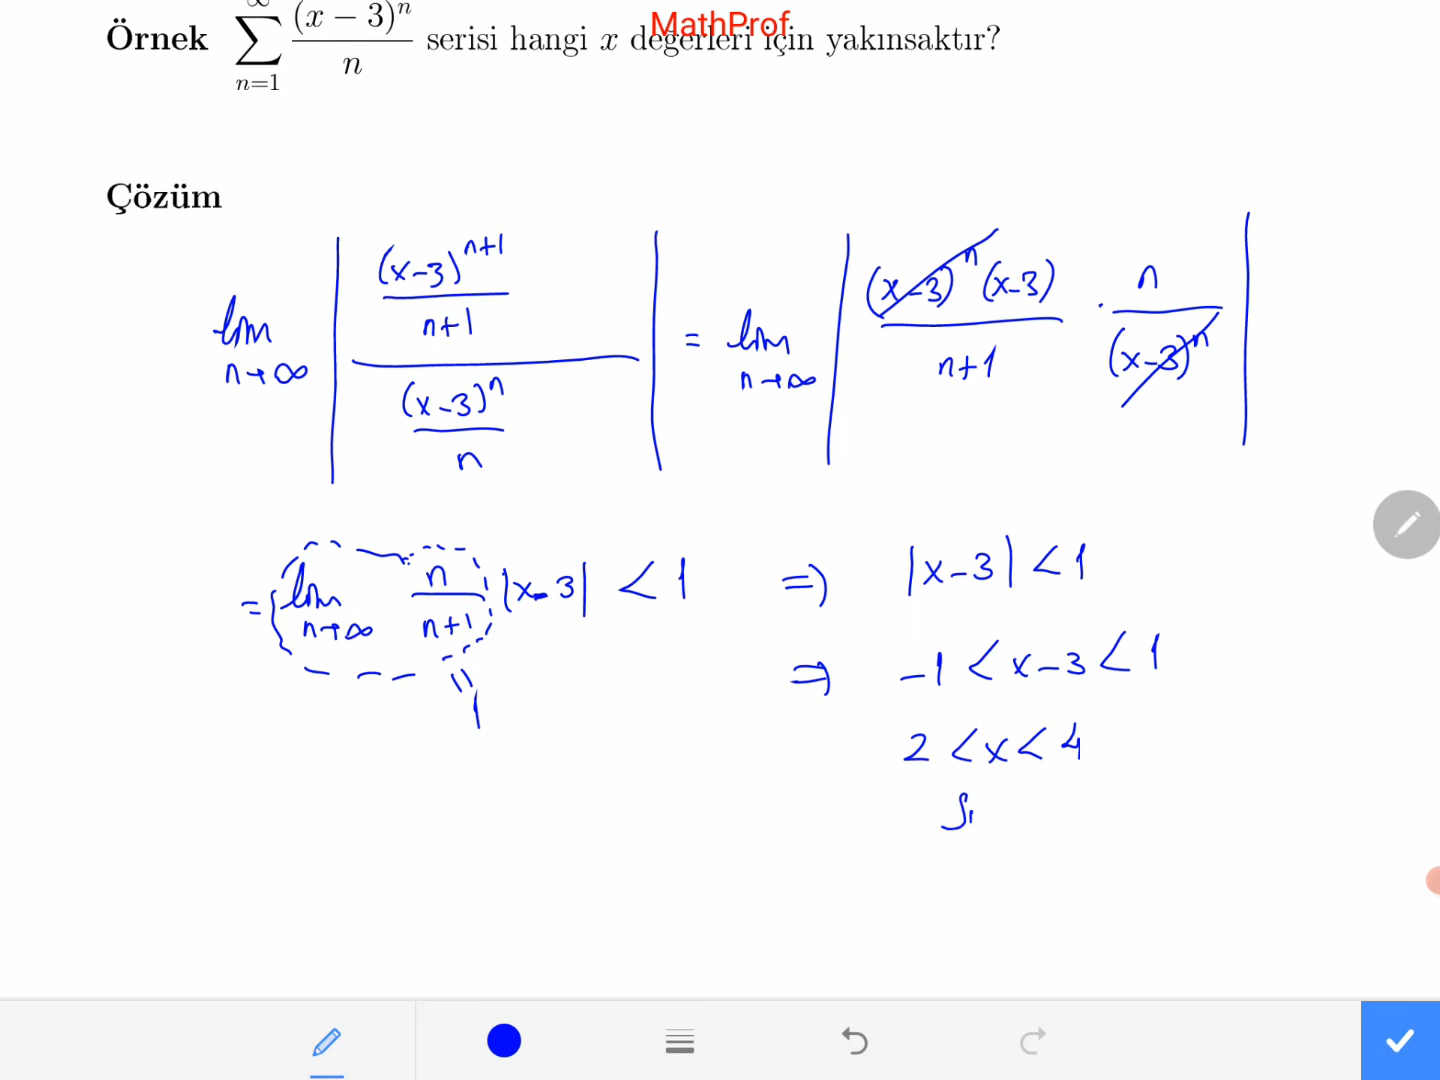 MathProf
Örnek ∑_{n=1}^{∞} (x − 3)^n / n serisi hangi x değerleri için yakınsaktır?
Çözüm
lim_{n→∞} | ((x-3)^{n+1} / (n+1)) / ((x-3)^n / n) | = lim_{n→∞} | ((x-3)^n (x-3)) / (n+1) · n / (x-3)^n |
= lim_{n→∞} n / (n+1) |x-3| < 1 ⇒ |x-3| < 1
= 1
⇒ -1 < x-3 < 1
2 < x < 4